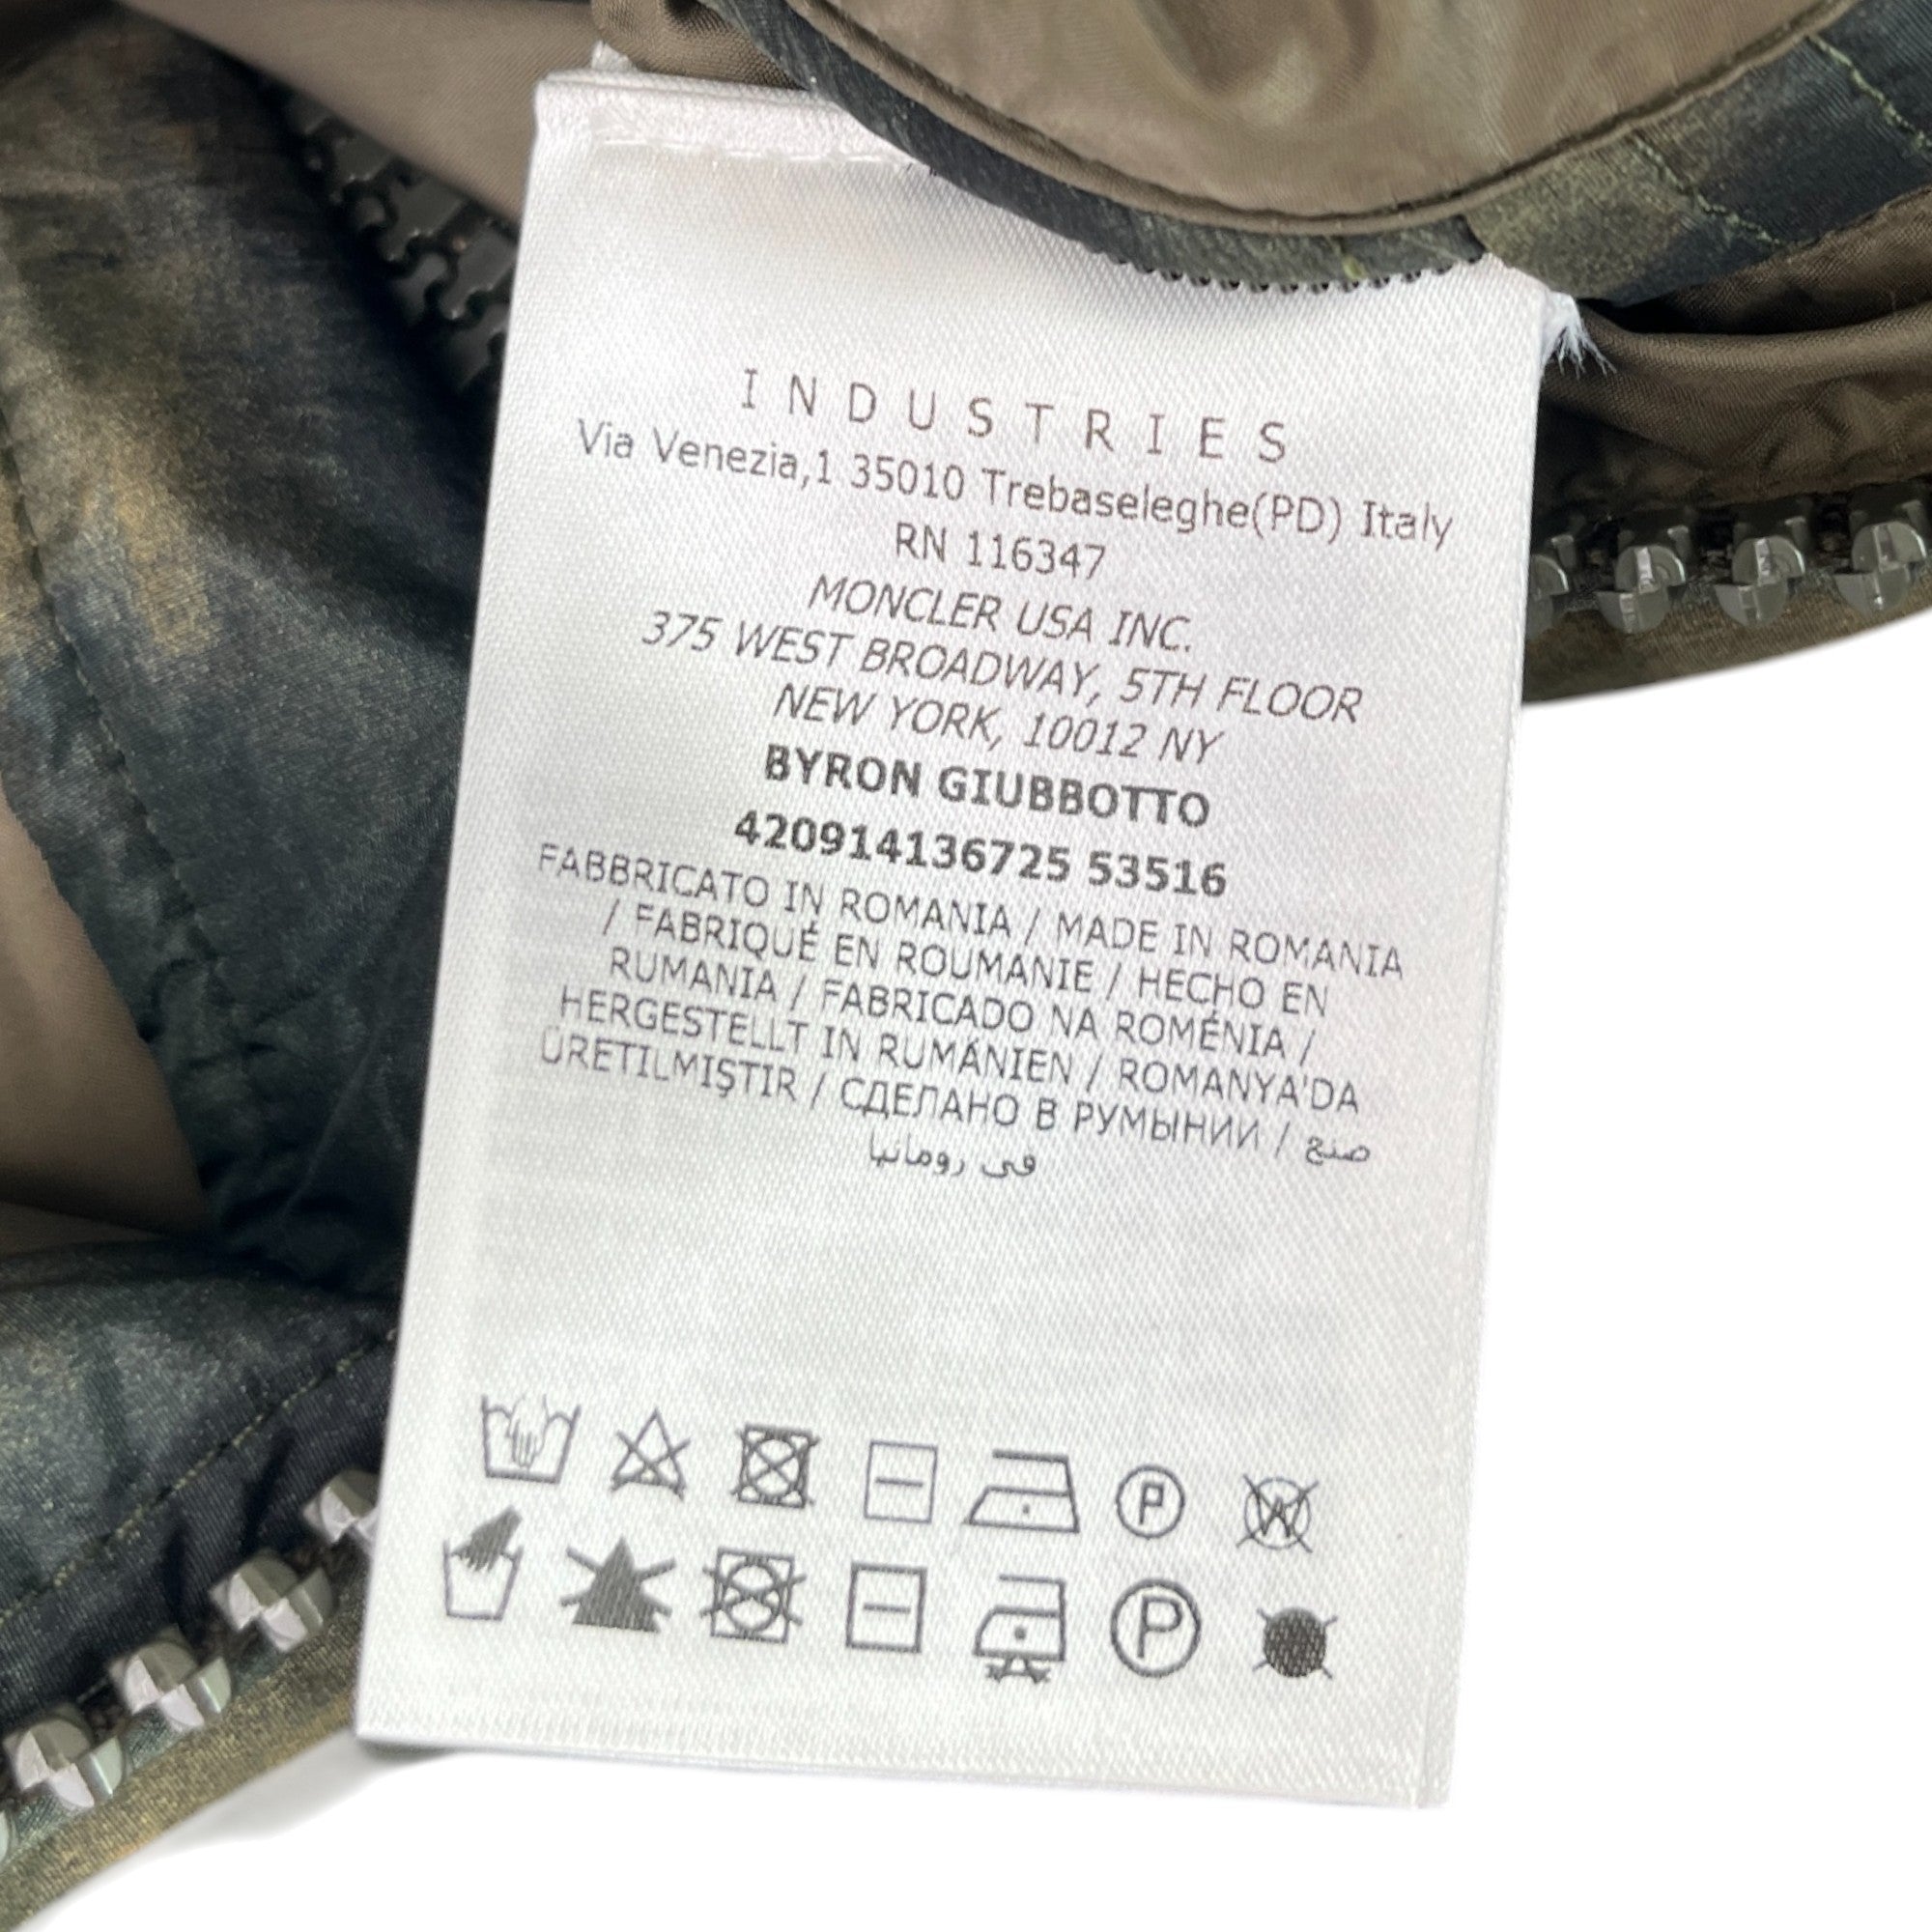 INDUSTRIES
Via Venezia,1 35010 Trebaseleghe(PD) Italy
RN 116347
MONCLER USA INC.
375 WEST BROADWAY, 5TH FLOOR
NEW YORK, 10012 NY
BYRON GIUBBOTTO
420914136725 53516
FABBRICATO IN ROMANIA / MADE IN ROMANIA
/ FABRIQUÉ EN ROUMANIE / HECHO EN
RUMANIA / FABRICADO NA ROMÉNIA /
HERGESTELLT IN RUMÁNIEN / ROMANYA'DA
ÜRETILMIŞTIR / СДЕЛАНО В РУМЫНИИ / صنع
في رومانيا
P W
P